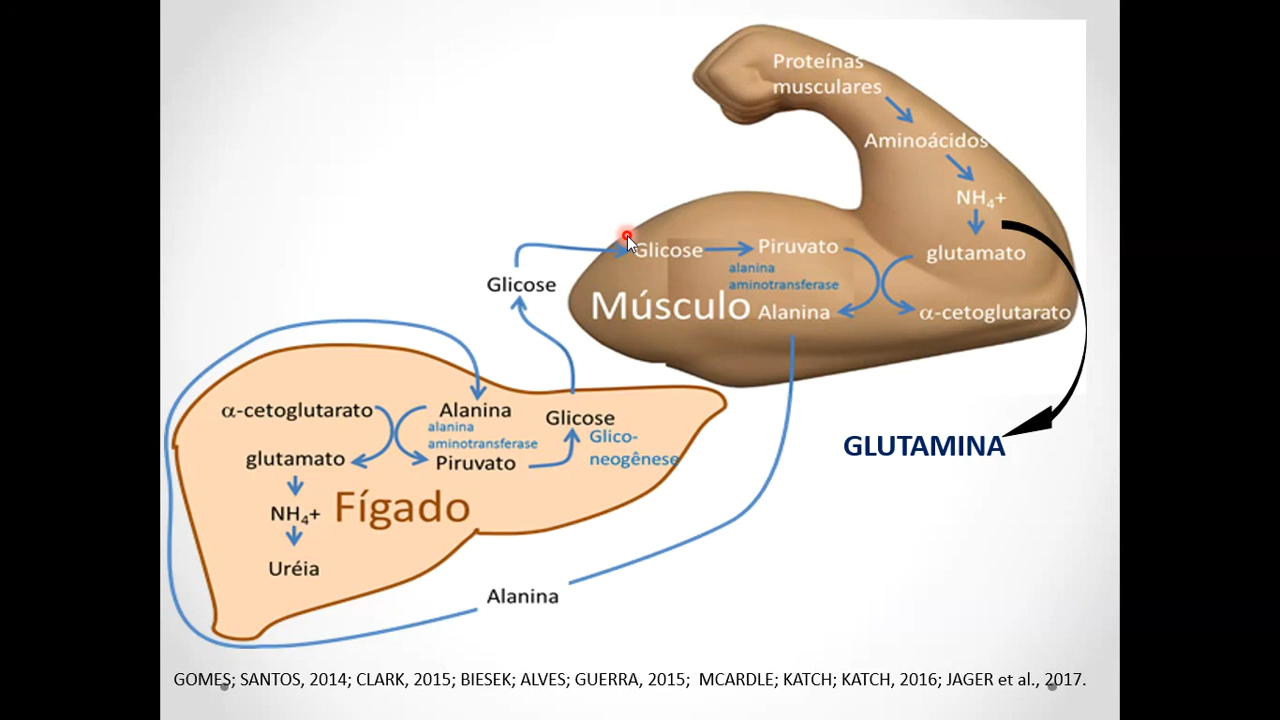 Proteínas
musculares
Aminoácidos
NH₄+
glutamato
α-cetoglutarato
Glicose
Piruvato
alanina
aminotransferase
Músculo
Alanina
Glicose
GLUTAMINA
α-cetoglutarato
Alanina
Glicose
alanina
aminotransferase
Glico-
neogênese
glutamato
Piruvato
NH₄+
Fígado
Uréia
Alanina
GOMES; SANTOS, 2014; CLARK, 2015; BIESEK; ALVES; GUERRA, 2015; MCARDLE; KATCH; KATCH, 2016; JAGER et al., 2017.